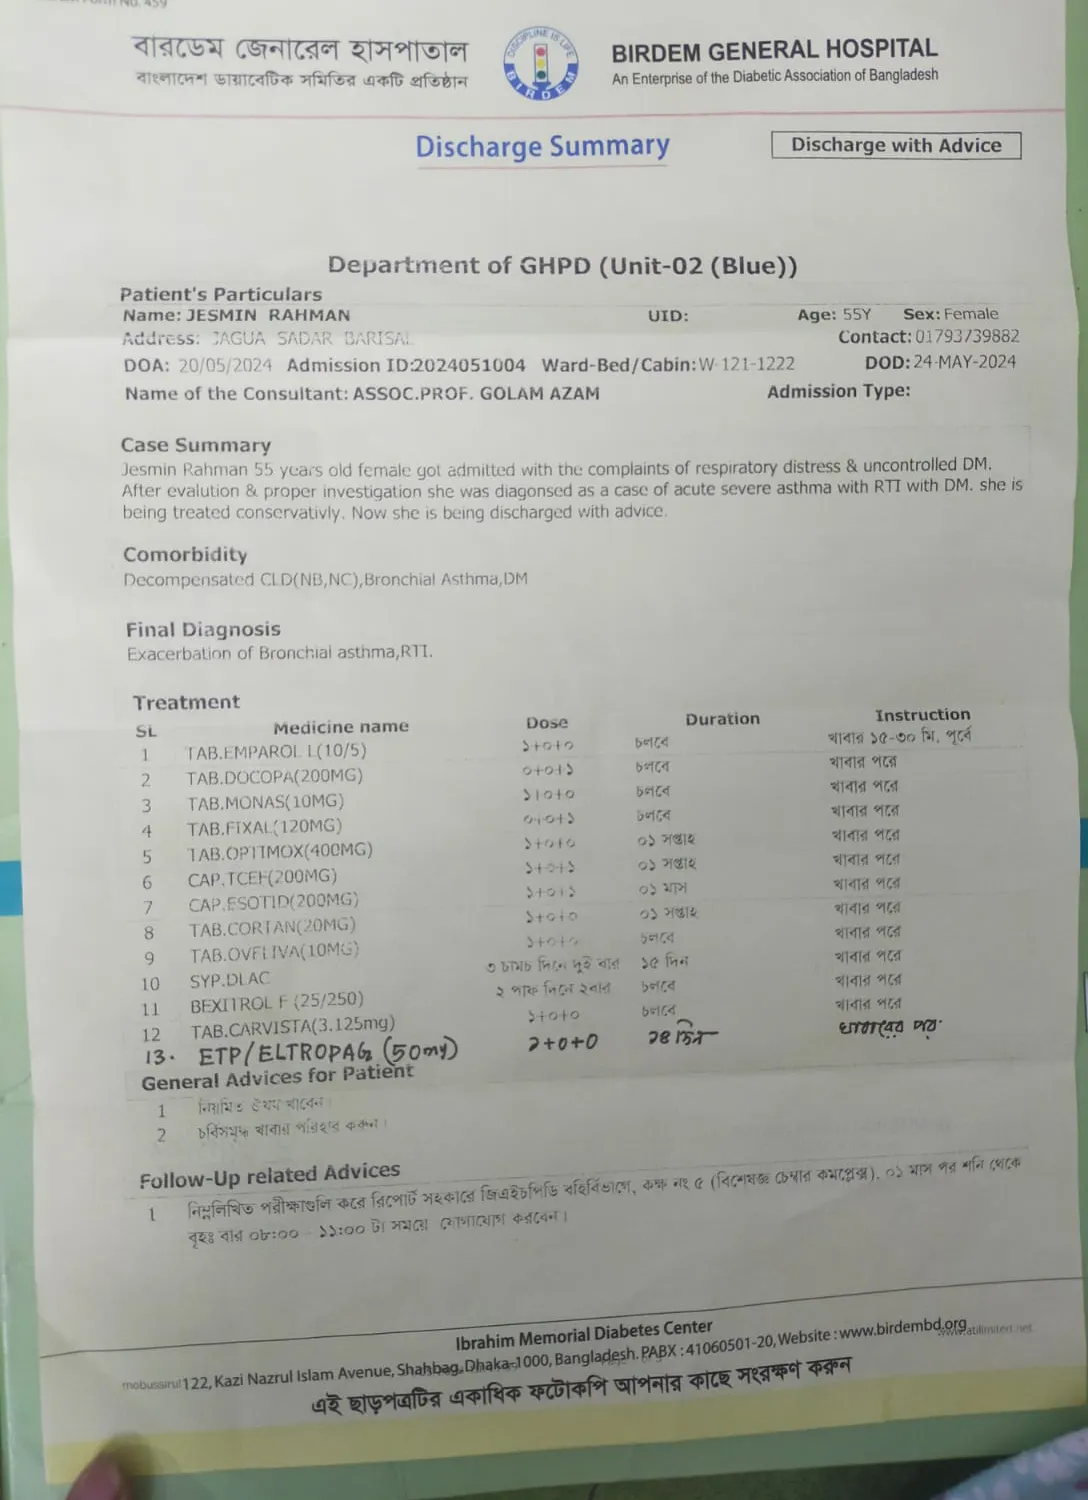 বারডেম জেনারেল হাসপাতাল
বাংলাদেশ ডায়াবেটিক সমিতির একটি প্রতিষ্ঠান
DISCIPLINE IS LIFE
BIRDEM
BIRDEM GENERAL HOSPITAL
An Enterprise of the Diabetic Association of Bangladesh
Discharge Summary
Discharge with Advice
Department of GHPD (Unit-02 (Blue))
Patient's Particulars
Name: JESMIN RAHMAN UID: Age: 55Y Sex: Female
Address: JAGUA SADAR BARISAL Contact: 01793739882
DOA: 20/05/2024 Admission ID:2024051004 Ward-Bed/Cabin: W-121-1222 DOD: 24-MAY-2024
Name of the Consultant: ASSOC.PROF. GOLAM AZAM Admission Type:
Case Summary
Jesmin Rahman 55 years old female got admitted with the complaints of respiratory distress & uncontrolled DM.
After evalution & proper investigation she was diagonsed as a case of acute severe asthma with RTI with DM. she is
being treated conservativly. Now she is being discharged with advice.
Comorbidity
Decompensated CLD(NB,NC),Bronchial Asthma,DM
Final Diagnosis
Exacerbation of Bronchial asthma,RTI.
Treatment
SL Medicine name Dose Duration Instruction
1 TAB.EMPAROL L(10/5) ১+০+০ চলবে খাবার ১৫-৩০ মি. পূর্বে
2 TAB.DOCOPA(200MG) ০+০+১ চলবে খাবার পরে
3 TAB.MONAS(10MG) ১+০+০ চলবে খাবার পরে
4 TAB.FIXAL(120MG) ০+০+১ চলবে খাবার পরে
5 TAB.OPTIMOX(400MG) ১+০+০ ০১ সপ্তাহ খাবার পরে
6 CAP.TCEF(200MG) ১+০+১ ০১ সপ্তাহ খাবার পরে
7 CAP.ESOTID(200MG) ১+০+১ ০১ মাস খাবার পরে
8 TAB.CORTAN(20MG) ১+০+০ ০১ সপ্তাহ খাবার পরে
9 TAB.OVELIVA(10MG) ১+০+০ চলবে খাবার পরে
10 SYP.DLAC ৩ চামচ দিনে দুই বার ১৫ দিন খাবার পরে
11 BEXITROL F (25/250) ২ পাফ দিনে ২বার চলবে খাবার পরে
12 TAB.CARVISTA(3.125mg) ১+০+০ চলবে খাবার পরে
13. ETP/ELTROPAG (50mg) ১+০+০ ১৪ দিন খাবারের পর
General Advices for Patient
1 নিয়মিত ঔষধ খাবেন।
2 চর্বিসমৃদ্ধ খাবার পরিহার করুন।
Follow-Up related Advices
1 নিম্নলিখিত পরীক্ষাগুলি করে রিপোর্ট সহকারে জিএইচপিডি বহির্বিভাগে, কক্ষ নং ৫ (বিশেষজ্ঞ চেম্বার কমপ্লেক্স), ০১ মাস পর শনি থেকে
বৃহঃ বার ০৮:০০ - ১১:০০ টা সময়ে যোগাযোগ করবেন।
Ibrahim Memorial Diabetes Center
122, Kazi Nazrul Islam Avenue, Shahbag, Dhaka-1000, Bangladesh. PABX : 41060501-20, Website : www.birdembd.org
এই ছাড়পত্রটির একাধিক ফটোকপি আপনার কাছে সংরক্ষণ করুন